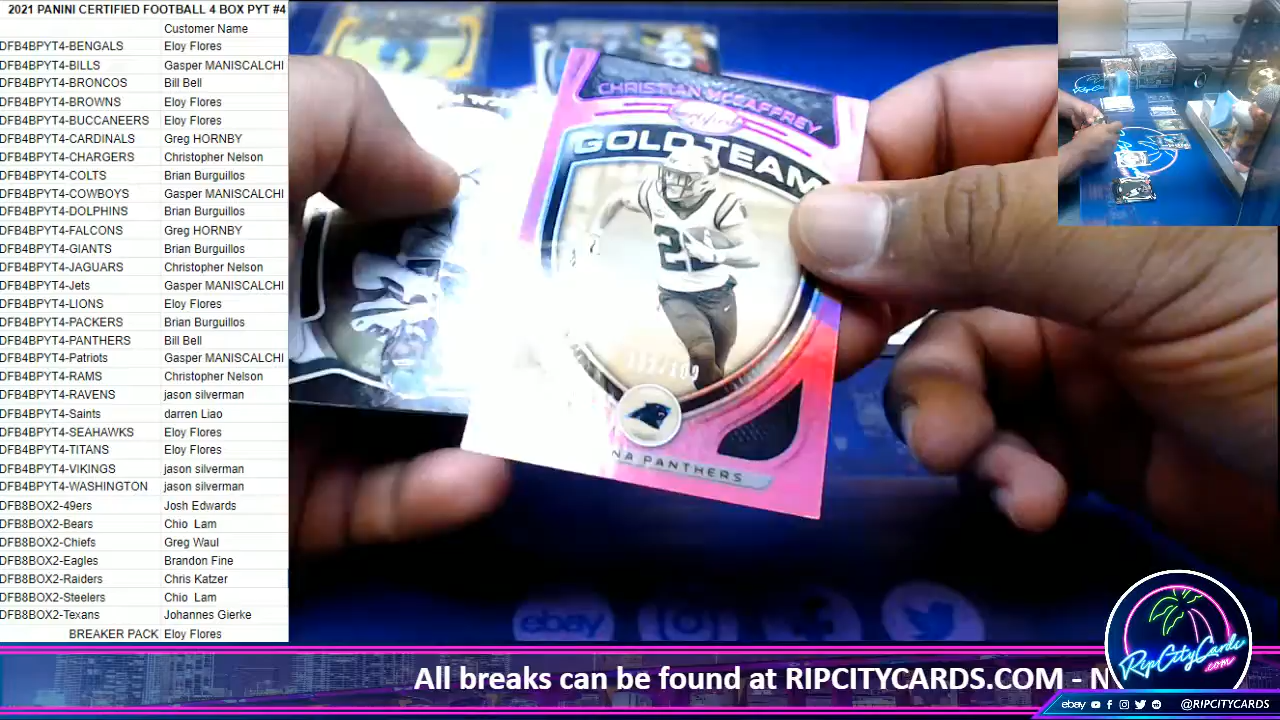 2021 PANINI CERTIFIED FOOTBALL 4 BOX PYT #4
Customer Name
DFB4BPYT4-BENGALS Eloy Flores
DFB4BPYT4-BILLS Gasper MANISCALCHI
DFB4BPYT4-BRONCOS Bill Bell
DFB4BPYT4-BROWNS Eloy Flores
DFB4BPYT4-BUCCANEERS Eloy Flores
DFB4BPYT4-CARDINALS Greg HORNBY
DFB4BPYT4-CHARGERS Christopher Nelson
DFB4BPYT4-COLTS Brian Burguillos
DFB4BPYT4-COWBOYS Gasper MANISCALCHI
DFB4BPYT4-DOLPHINS Brian Burguillos
DFB4BPYT4-FALCONS Greg HORNBY
DFB4BPYT4-GIANTS Brian Burguillos
DFB4BPYT4-JAGUARS Christopher Nelson
DFB4BPYT4-Jets Gasper MANISCALCHI
DFB4BPYT4-LIONS Eloy Flores
DFB4BPYT4-PACKERS Brian Burguillos
DFB4BPYT4-PANTHERS Bill Bell
DFB4BPYT4-Patriots Gasper MANISCALCHI
DFB4BPYT4-RAMS Christopher Nelson
DFB4BPYT4-RAVENS jason silverman
DFB4BPYT4-Saints darren Liao
DFB4BPYT4-SEAHAWKS Eloy Flores
DFB4BPYT4-TITANS Eloy Flores
DFB4BPYT4-VIKINGS jason silverman
DFB4BPYT4-WASHINGTON jason silverman
DFB8BOX2-49ers Josh Edwards
DFB8BOX2-Bears Chio Lam
DFB8BOX2-Chiefs Greg Waul
DFB8BOX2-Eagles Brandon Fine
DFB8BOX2-Raiders Chris Katzer
DFB8BOX2-Steelers Chio Lam
DFB8BOX2-Texans Johannes Gierke
BREAKER PACK Eloy Flores
CHRISTIAN McCAFFREY
Certified
GOLD TEAM
NA PANTHERS
ebay
All breaks can be found at RIPCITYCARDS.COM - N
RipCityCards
.com
ebay @RIPCITYCARDS